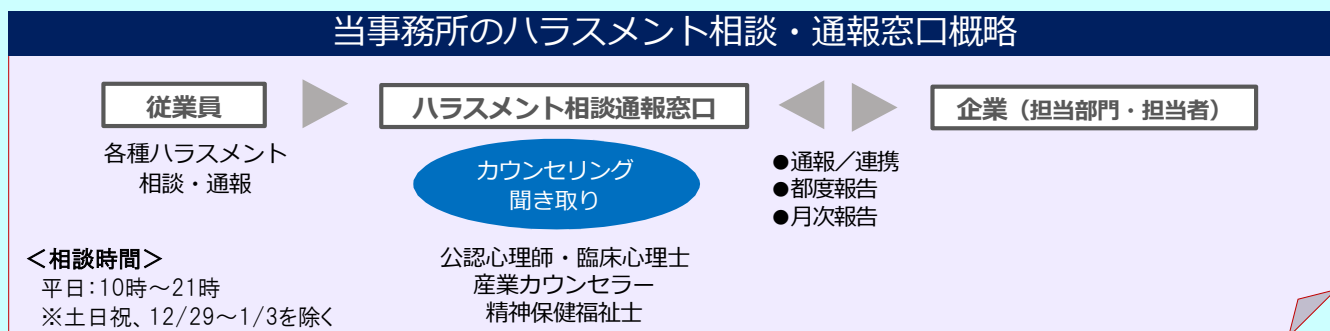 当事務所のハラスメント相談・通報窓口概略
従業員
各種ハラスメント
相談・通報
ハラスメント相談通報窓口
カウンセリング
聞き取り
公認心理師・臨床心理士
産業カウンセラー
精神保健福祉士
●通報／連携
●都度報告
●月次報告
企業（担当部門・担当者）
＜相談時間＞
平日：10時～21時
※土日祝、12/29～1/3を除く